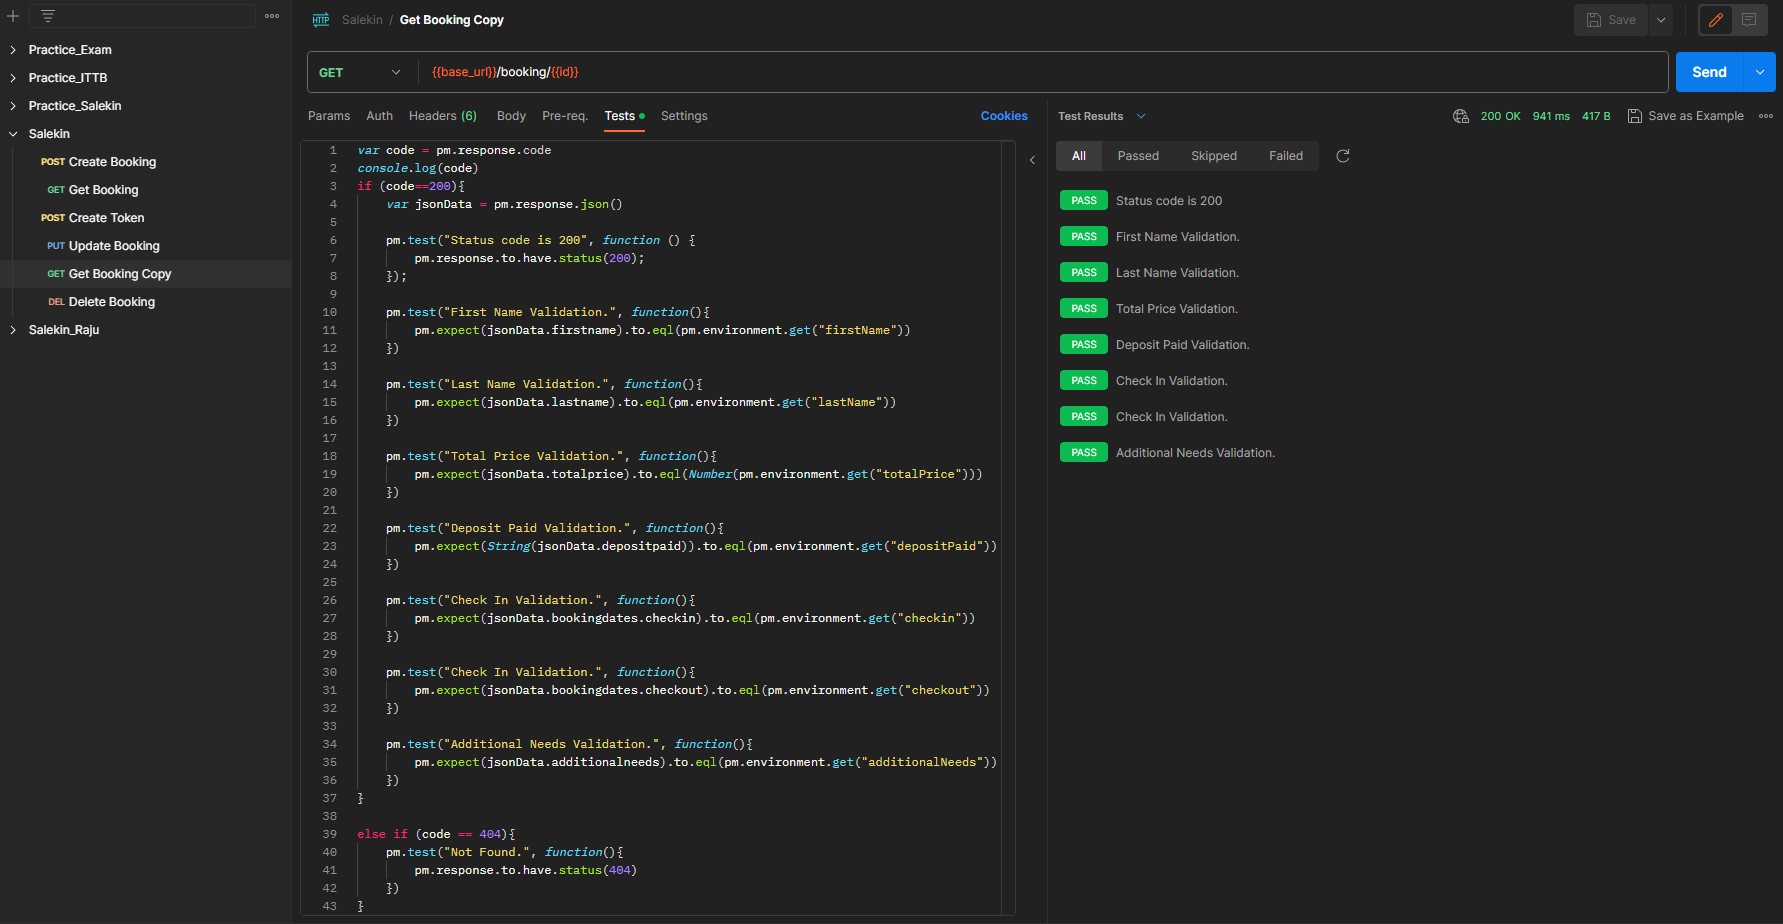 Practice_Exam
Practice_ITTB
Practice_Salekin
Salekin
POST Create Booking
GET Get Booking
POST Create Token
PUT Update Booking
GET Get Booking Copy
DEL Delete Booking
Salekin_Raju
HTTP Salekin / Get Booking Copy
Save
GET {{base_url}}/booking/{{id}}
Send
Params Auth Headers (6) Body Pre-req. Tests Settings
Cookies
1 var code = pm.response.code
2 console.log(code)
3 if (code==200){
4 var jsonData = pm.response.json()
5
6 pm.test("Status code is 200", function () {
7 pm.response.to.have.status(200);
8 });
9
10 pm.test("First Name Validation.", function(){
11 pm.expect(jsonData.firstname).to.eql(pm.environment.get("firstName"))
12 })
13
14 pm.test("Last Name Validation.", function(){
15 pm.expect(jsonData.lastname).to.eql(pm.environment.get("lastName"))
16 })
17
18 pm.test("Total Price Validation.", function(){
19 pm.expect(jsonData.totalprice).to.eql(Number(pm.environment.get("totalPrice")))
20 })
21
22 pm.test("Deposit Paid Validation.", function(){
23 pm.expect(String(jsonData.depositpaid)).to.eql(pm.environment.get("depositPaid"))
24 })
25
26 pm.test("Check In Validation.", function(){
27 pm.expect(jsonData.bookingdates.checkin).to.eql(pm.environment.get("checkin"))
28 })
29
30 pm.test("Check In Validation.", function(){
31 pm.expect(jsonData.bookingdates.checkout).to.eql(pm.environment.get("checkout"))
32 })
33
34 pm.test("Additional Needs Validation.", function(){
35 pm.expect(jsonData.additionalneeds).to.eql(pm.environment.get("additionalNeeds"))
36 })
37 }
38
39 else if (code == 404){
40 pm.test("Not Found.", function(){
41 pm.response.to.have.status(404)
42 })
43 }
Test Results
200 OK 941 ms 417 B Save as Example
All Passed Skipped Failed
PASS Status code is 200
PASS First Name Validation.
PASS Last Name Validation.
PASS Total Price Validation.
PASS Deposit Paid Validation.
PASS Check In Validation.
PASS Check In Validation.
PASS Additional Needs Validation.